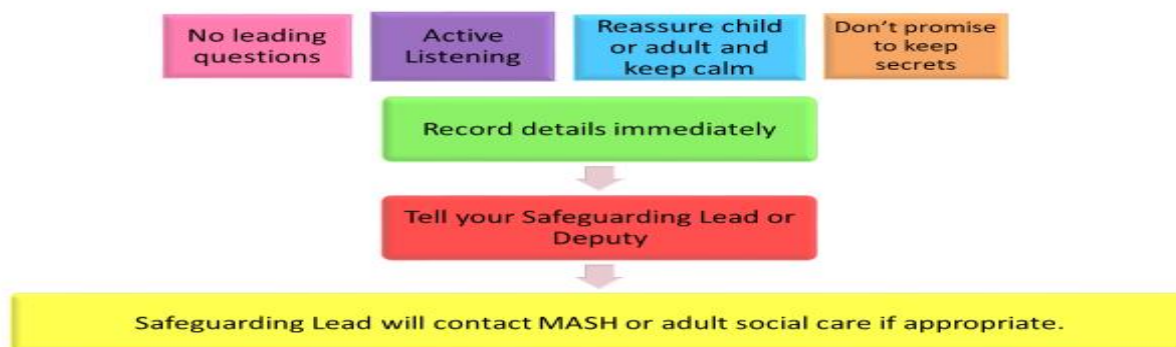 No leading
questions
Active
Listening
Reassure child
or adult and
keep calm
Don't promise
to keep
secrets
Record details immediately
Tell your Safeguarding Lead or
Deputy
Safeguarding Lead will contact MASH or adult social care if appropriate.